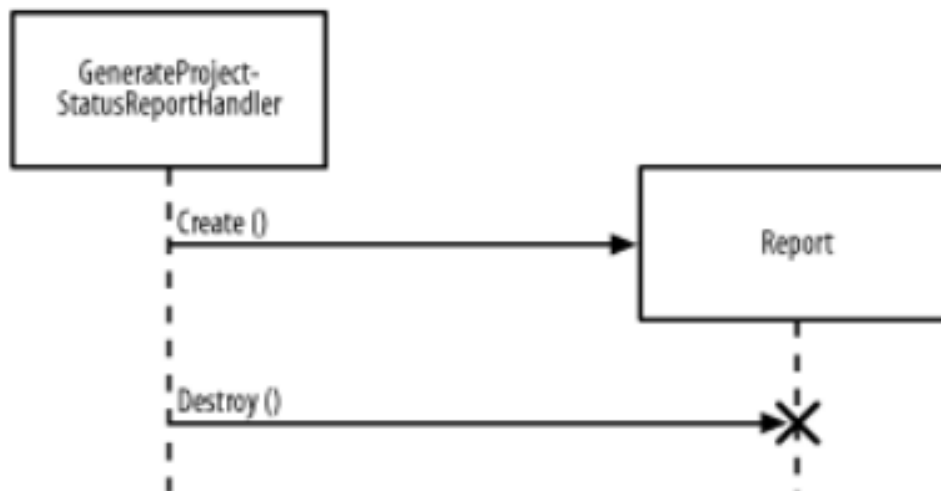 GenerateProject-
StatusReportHandler
Create ()
Report
Destroy ()